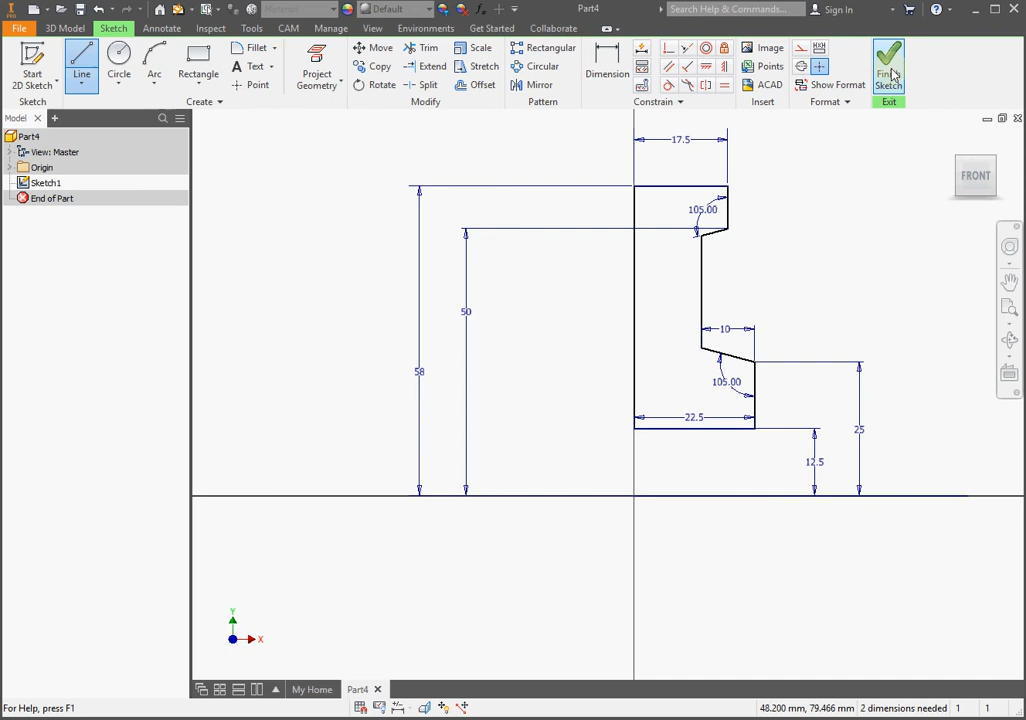 Material
Default
Part4
Search Help & Commands...
Sign In
PRO
File
3D Model
Sketch
Annotate
Inspect
Tools
CAM
Manage
View
Environments
Get Started
Collaborate
Start
2D Sketch
Line
Circle
Arc
Rectangle
Fillet
Text
Point
Project
Geometry
Move
Copy
Rotate
Trim
Extend
Split
Scale
Stretch
Offset
Rectangular
Circular
Mirror
Dimension
Image
Points
ACAD
Show Format
Sketch
Sketch
Create
Modify
Pattern
Constrain
Insert
Format
Exit
Model
Part4
View: Master
Origin
Sketch1
End of Part
FRONT
17.5
105.00
50
10
58
105.00
22.5
25
12.5
Y
X
My Home
Part4
For Help, press F1
48.200 mm, 79.466 mm
2 dimensions needed
1
1